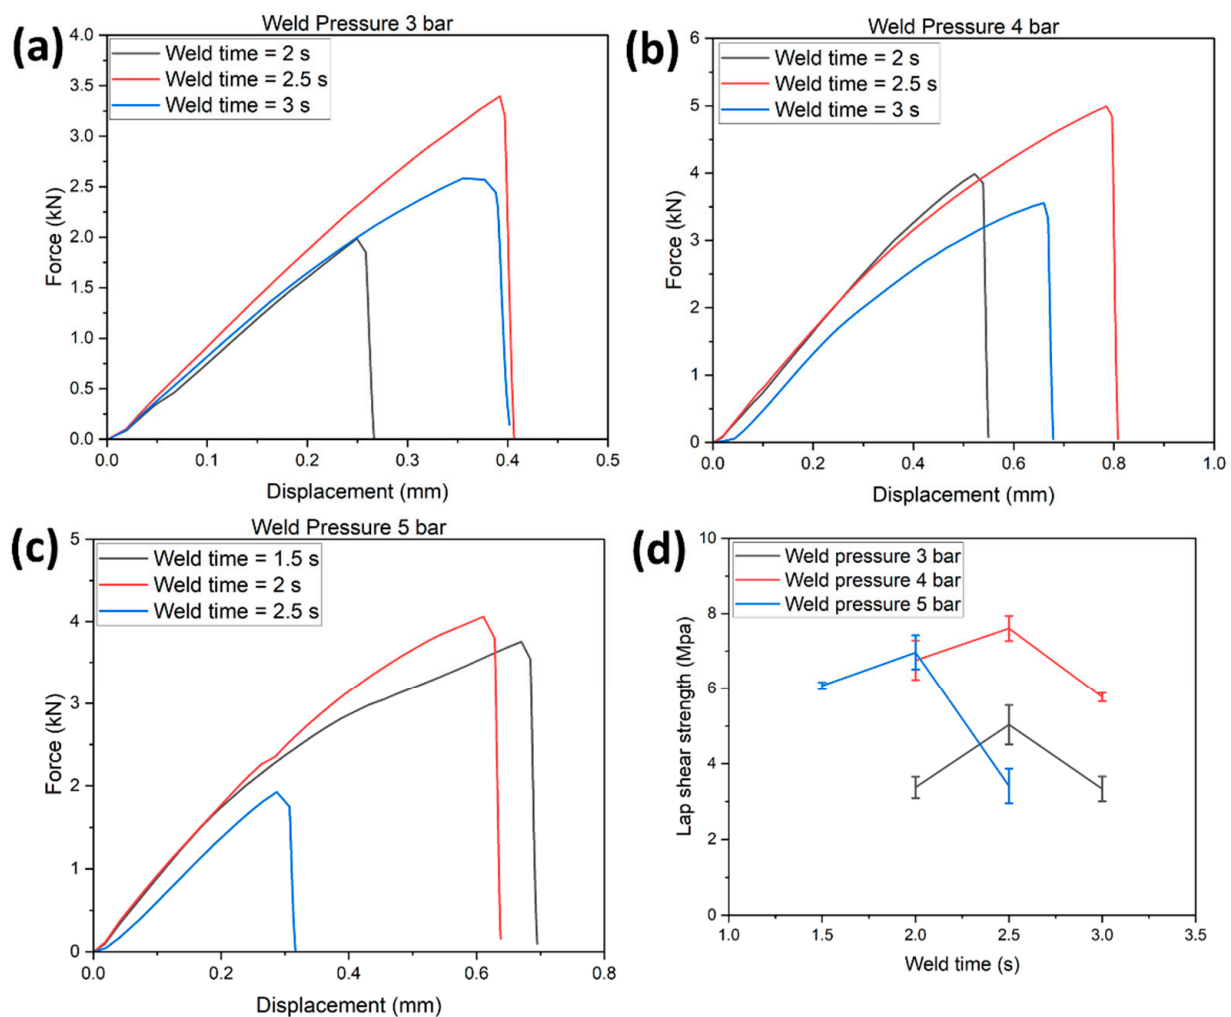 (a)
Weld Pressure 3 bar
Weld time = 2 s
Weld time = 2.5 s
Weld time = 3 s
4.0
3.5
3.0
2.5
2.0
1.5
1.0
0.5
0.0
Force (kN)
0.0 0.1 0.2 0.3 0.4 0.5
Displacement (mm)
(b)
Weld Pressure 4 bar
Weld time = 2 s
Weld time = 2.5 s
Weld time = 3 s
6
5
4
3
2
1
0
Force (kN)
0.0 0.2 0.4 0.6 0.8 1.0
Displacement (mm)
(c)
Weld Pressure 5 bar
Weld time = 1.5 s
Weld time = 2 s
Weld time = 2.5 s
5
4
3
2
1
0
Force (kN)
0.0 0.2 0.4 0.6 0.8
Displacement (mm)
(d)
Weld pressure 3 bar
Weld pressure 4 bar
Weld pressure 5 bar
10
8
6
4
2
0
Lap shear strength (Mpa)
1.0 1.5 2.0 2.5 3.0 3.5
Weld time (s)